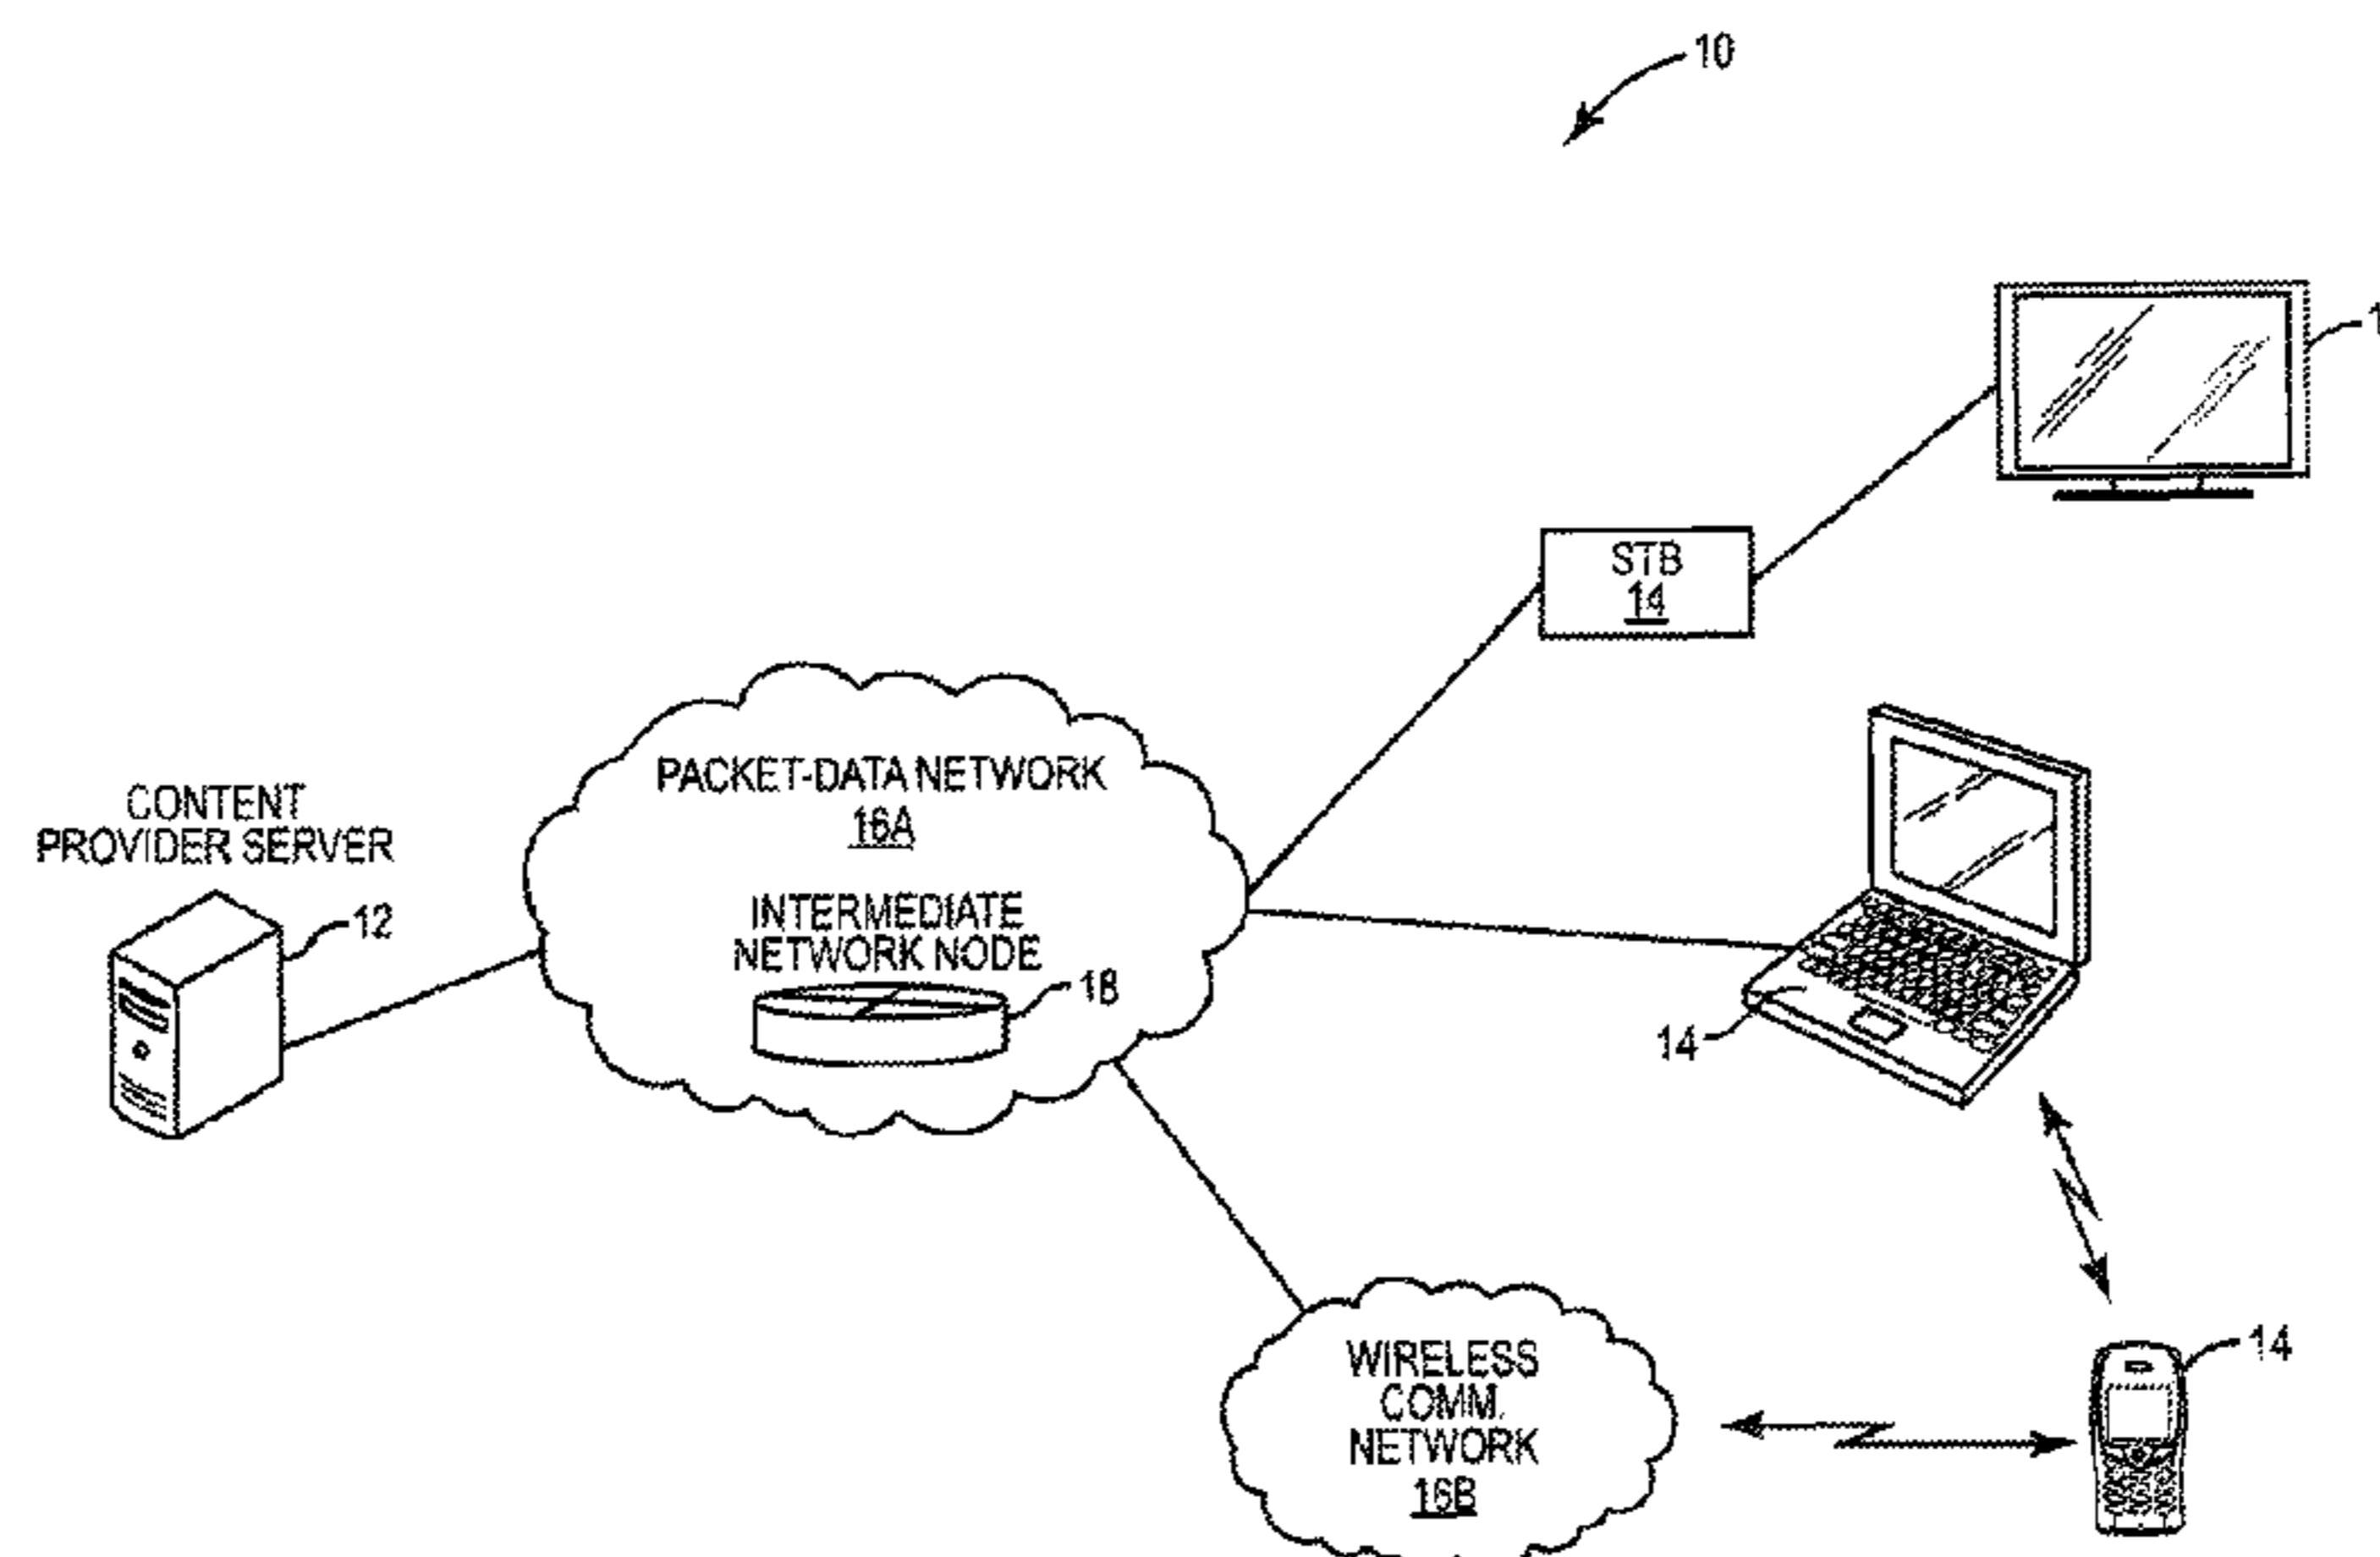 10
STB
14
PACKET-DATA NETWORK
16A
CONTENT
PROVIDER SERVER
12
INTERMEDIATE
NETWORK NODE
18
14
WIRELESS
COMM.
NETWORK
16B
14